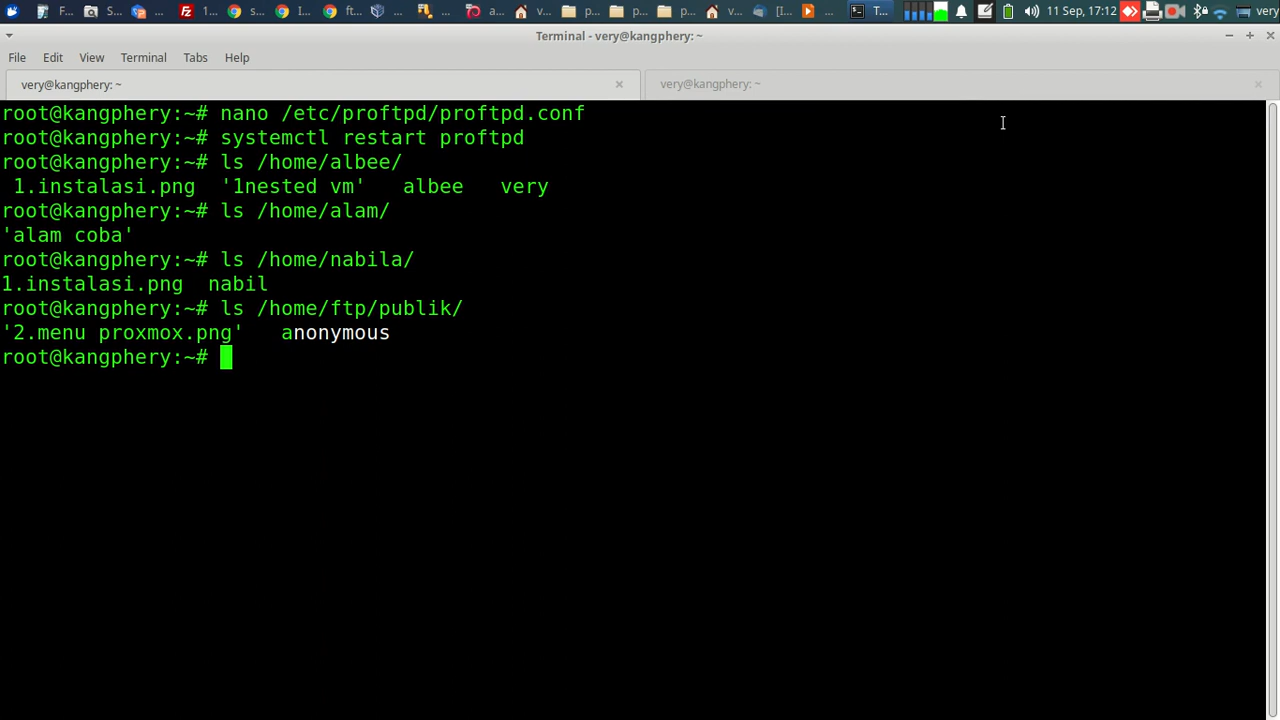 F... S... ... 1... s... I... ft... ... ... a... v... p... p... p... v... [I... ... T... 11 Sep, 17:12 very
Terminal - very@kangphery: ~
File Edit View Terminal Tabs Help
very@kangphery: ~ very@kangphery: ~
root@kangphery:~# nano /etc/proftpd/proftpd.conf
root@kangphery:~# systemctl restart proftpd
root@kangphery:~# ls /home/albee/
1.instalasi.png '1nested vm' albee very
root@kangphery:~# ls /home/alam/
'alam coba'
root@kangphery:~# ls /home/nabila/
1.instalasi.png nabil
root@kangphery:~# ls /home/ftp/publik/
'2.menu proxmox.png' anonymous
root@kangphery:~#